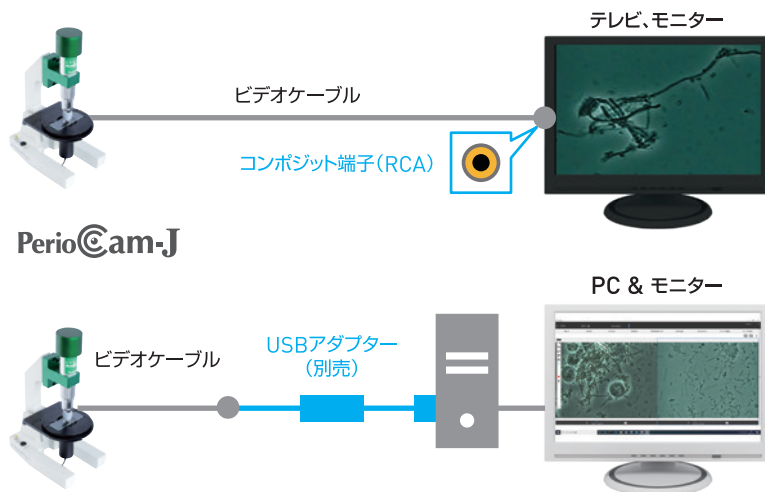 テレビ、モニター
ビデオケーブル
コンポジット端子（RCA）
PerioCam-J
PC & モニター
ビデオケーブル
USBアダプター
（別売）